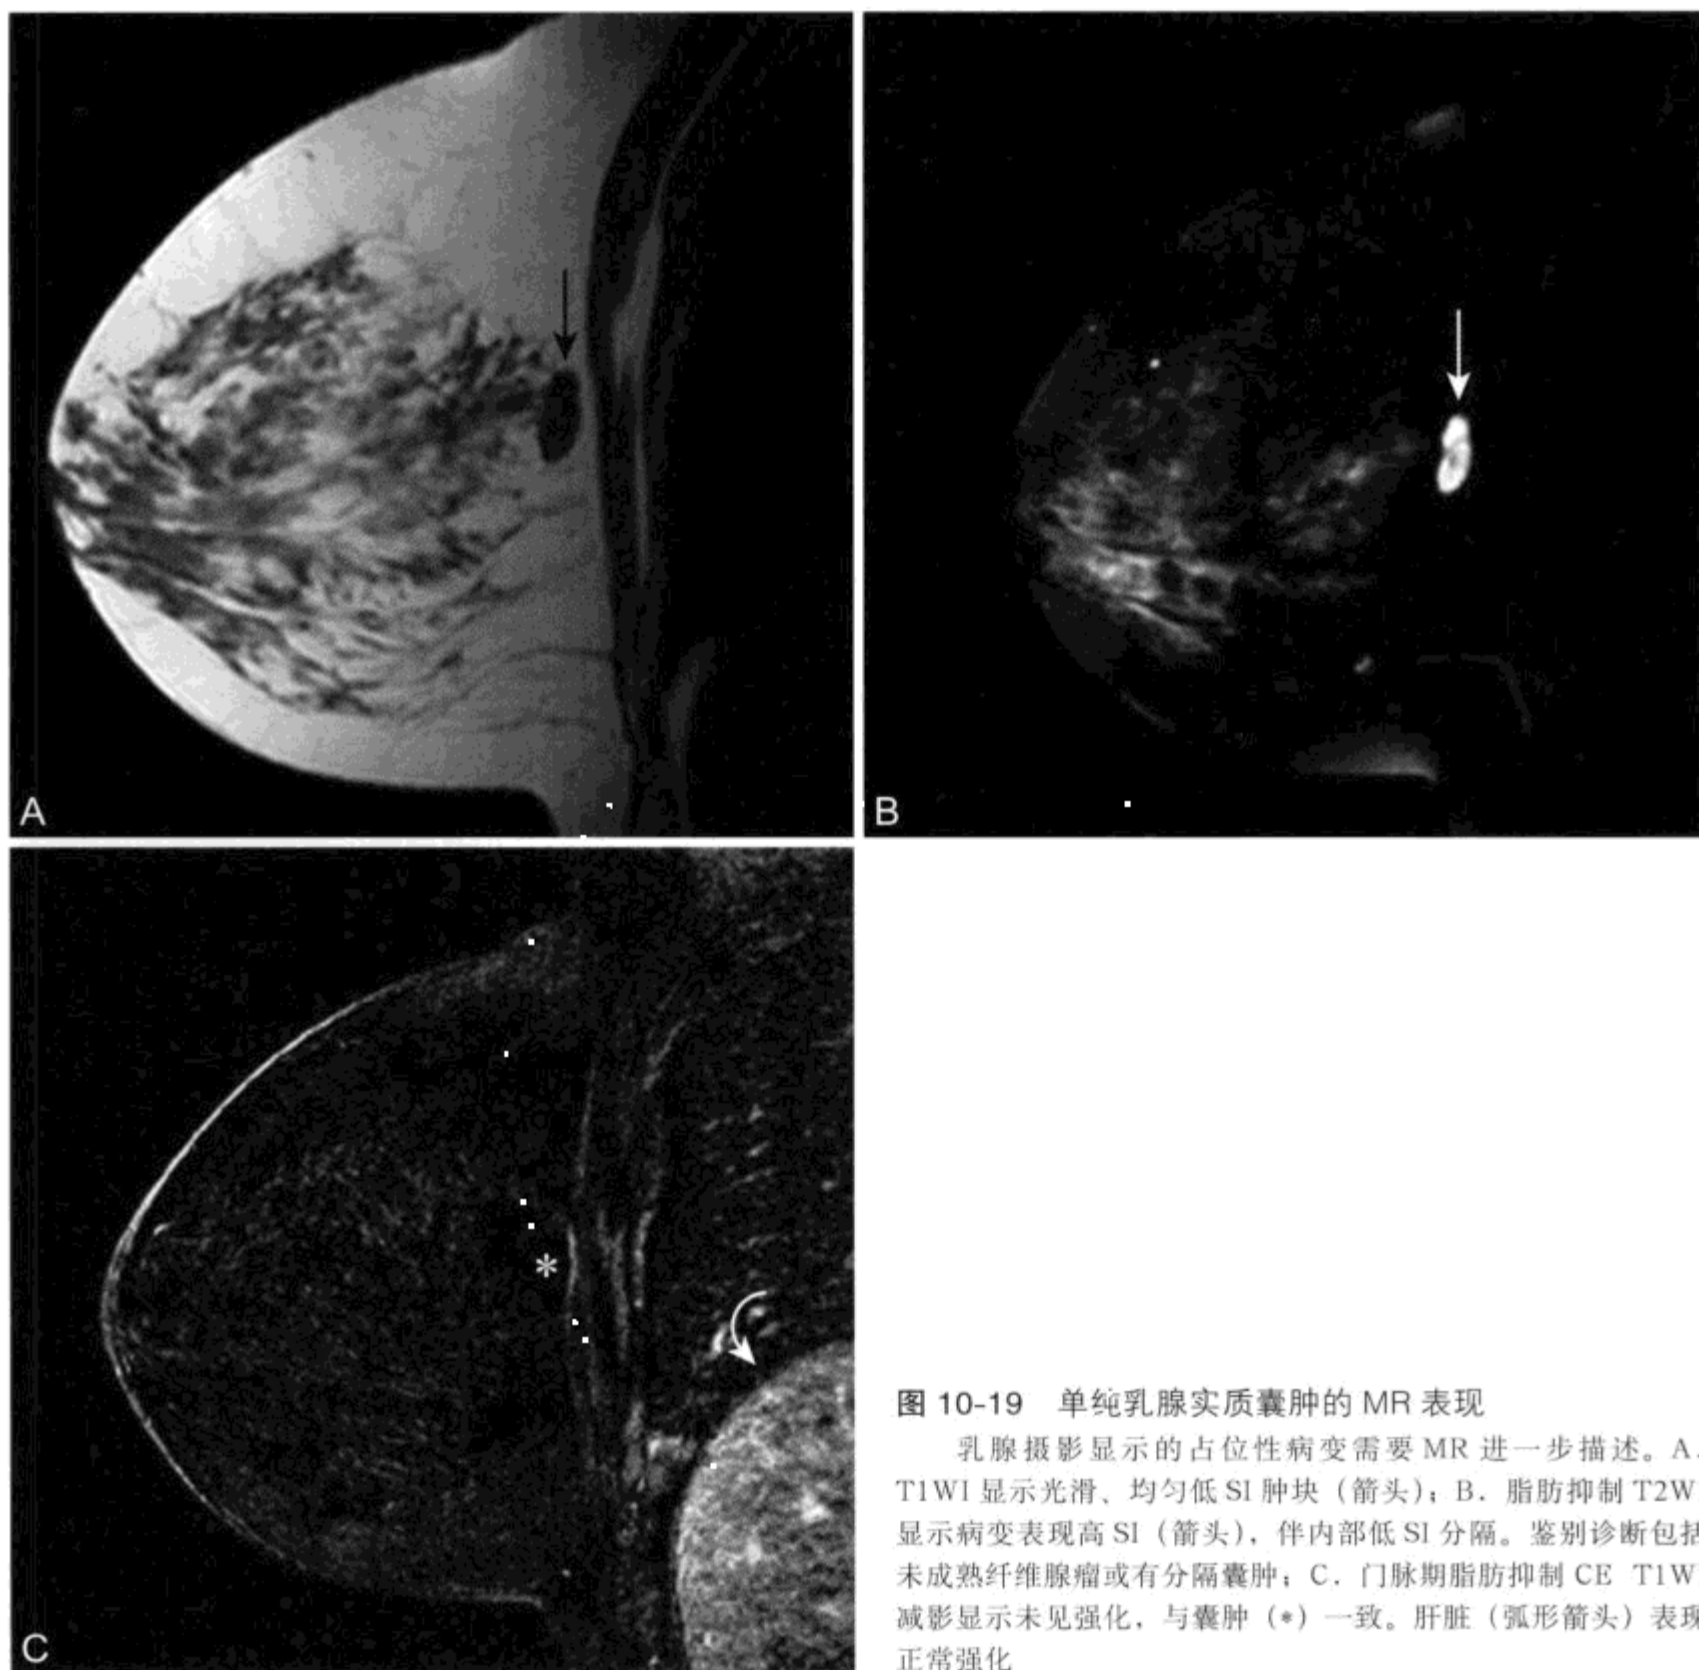 A
B
C
*
图 10-19 单纯乳腺实质囊肿的 MR 表现
乳腺摄影显示的占位性病变需要 MR 进一步描述。A.
T1WI 显示光滑、均匀低 SI 肿块（箭头）；B. 脂肪抑制 T2W
显示病变表现高 SI（箭头），伴内部低 SI 分隔。鉴别诊断包括
未成熟纤维腺瘤或有分隔囊肿；C. 门脉期脂肪抑制 CE T1W
减影显示未见强化，与囊肿（*）一致。肝脏（弧形箭头）表现
正常强化